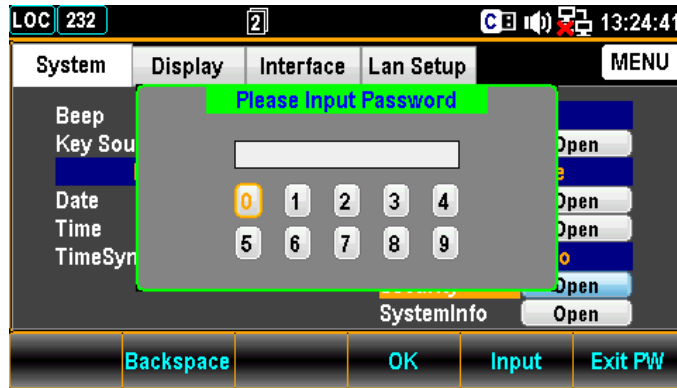 LOC 232 2 C 13:24:41
System Display Interface Lan Setup MENU
Please Input Password
Beep
Key Sou Open
Date 0 1 2 3 4 Open
Time Open
5 6 7 8 9
TimeSyn
Open
SystemInfo Open
Backspace OK Input Exit PW